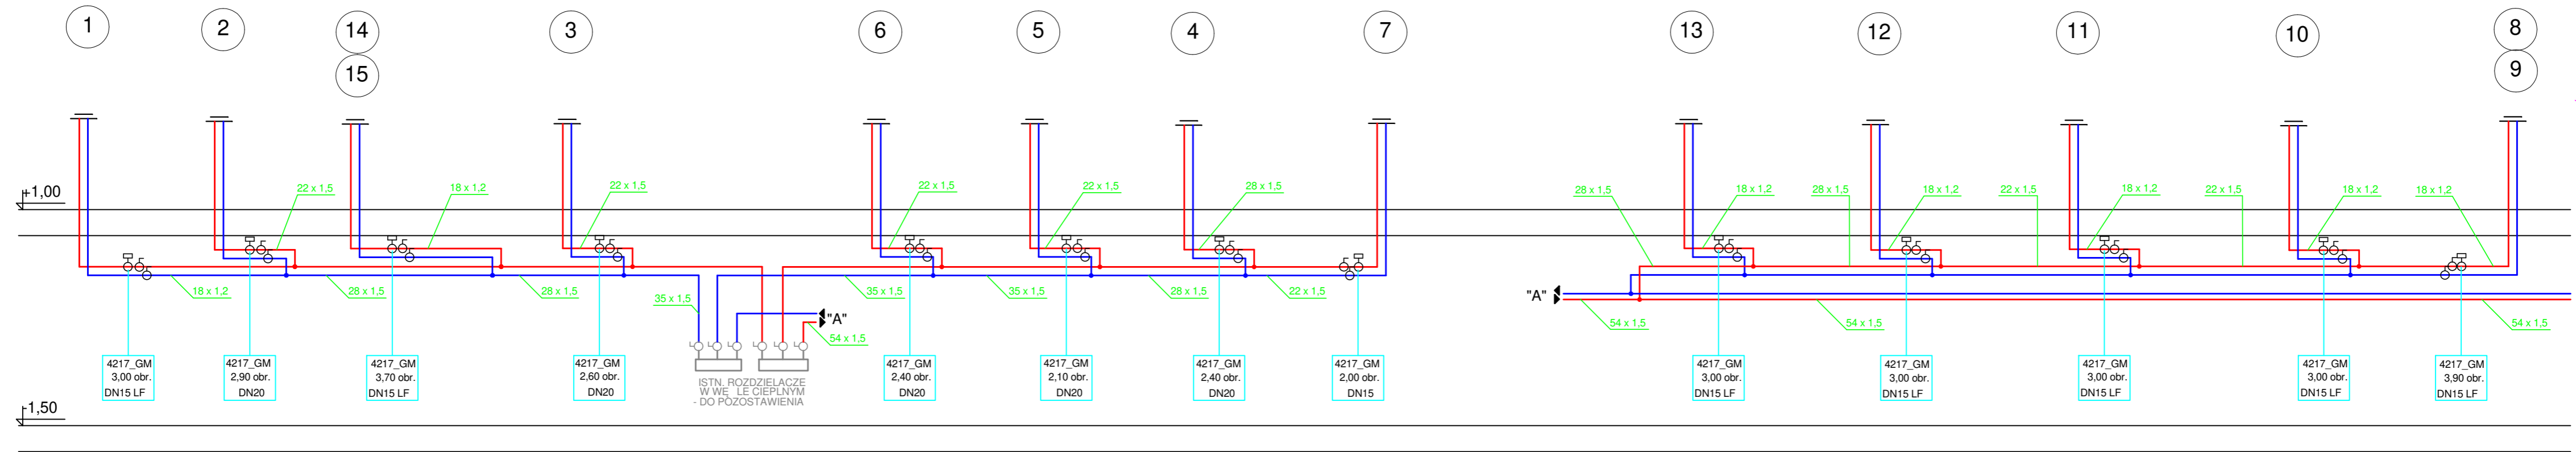 1
2
14
15
3
6
5
4
7
13
12
11
10
8
9
+1,00
22 x 1,5
18 x 1,2
22 x 1,5
22 x 1,5
22 x 1,5
28 x 1,5
28 x 1,5
18 x 1,2
28 x 1,5
18 x 1,2
22 x 1,5
18 x 1,2
22 x 1,5
18 x 1,2
18 x 1,2
18 x 1,2
28 x 1,5
28 x 1,5
35 x 1,5
35 x 1,5
35 x 1,5
28 x 1,5
22 x 1,5
"A"
54 x 1,5
"A"
54 x 1,5
54 x 1,5
54 x 1,5
4217_GM
3,00 obr.
DN15 LF
4217_GM
2,90 obr.
DN20
4217_GM
3,70 obr.
DN15 LF
4217_GM
2,60 obr.
DN20
ISTN. ROZDZIELACZE
W WĘ LE CIEPLNYM
- DO POZOSTAWIENIA
4217_GM
2,40 obr.
DN20
4217_GM
2,10 obr.
DN20
4217_GM
2,40 obr.
DN20
4217_GM
2,00 obr.
DN15
4217_GM
3,00 obr.
DN15 LF
4217_GM
3,00 obr.
DN15 LF
4217_GM
3,00 obr.
DN15 LF
4217_GM
3,00 obr.
DN15 LF
4217_GM
3,90 obr.
DN15 LF
-1,50